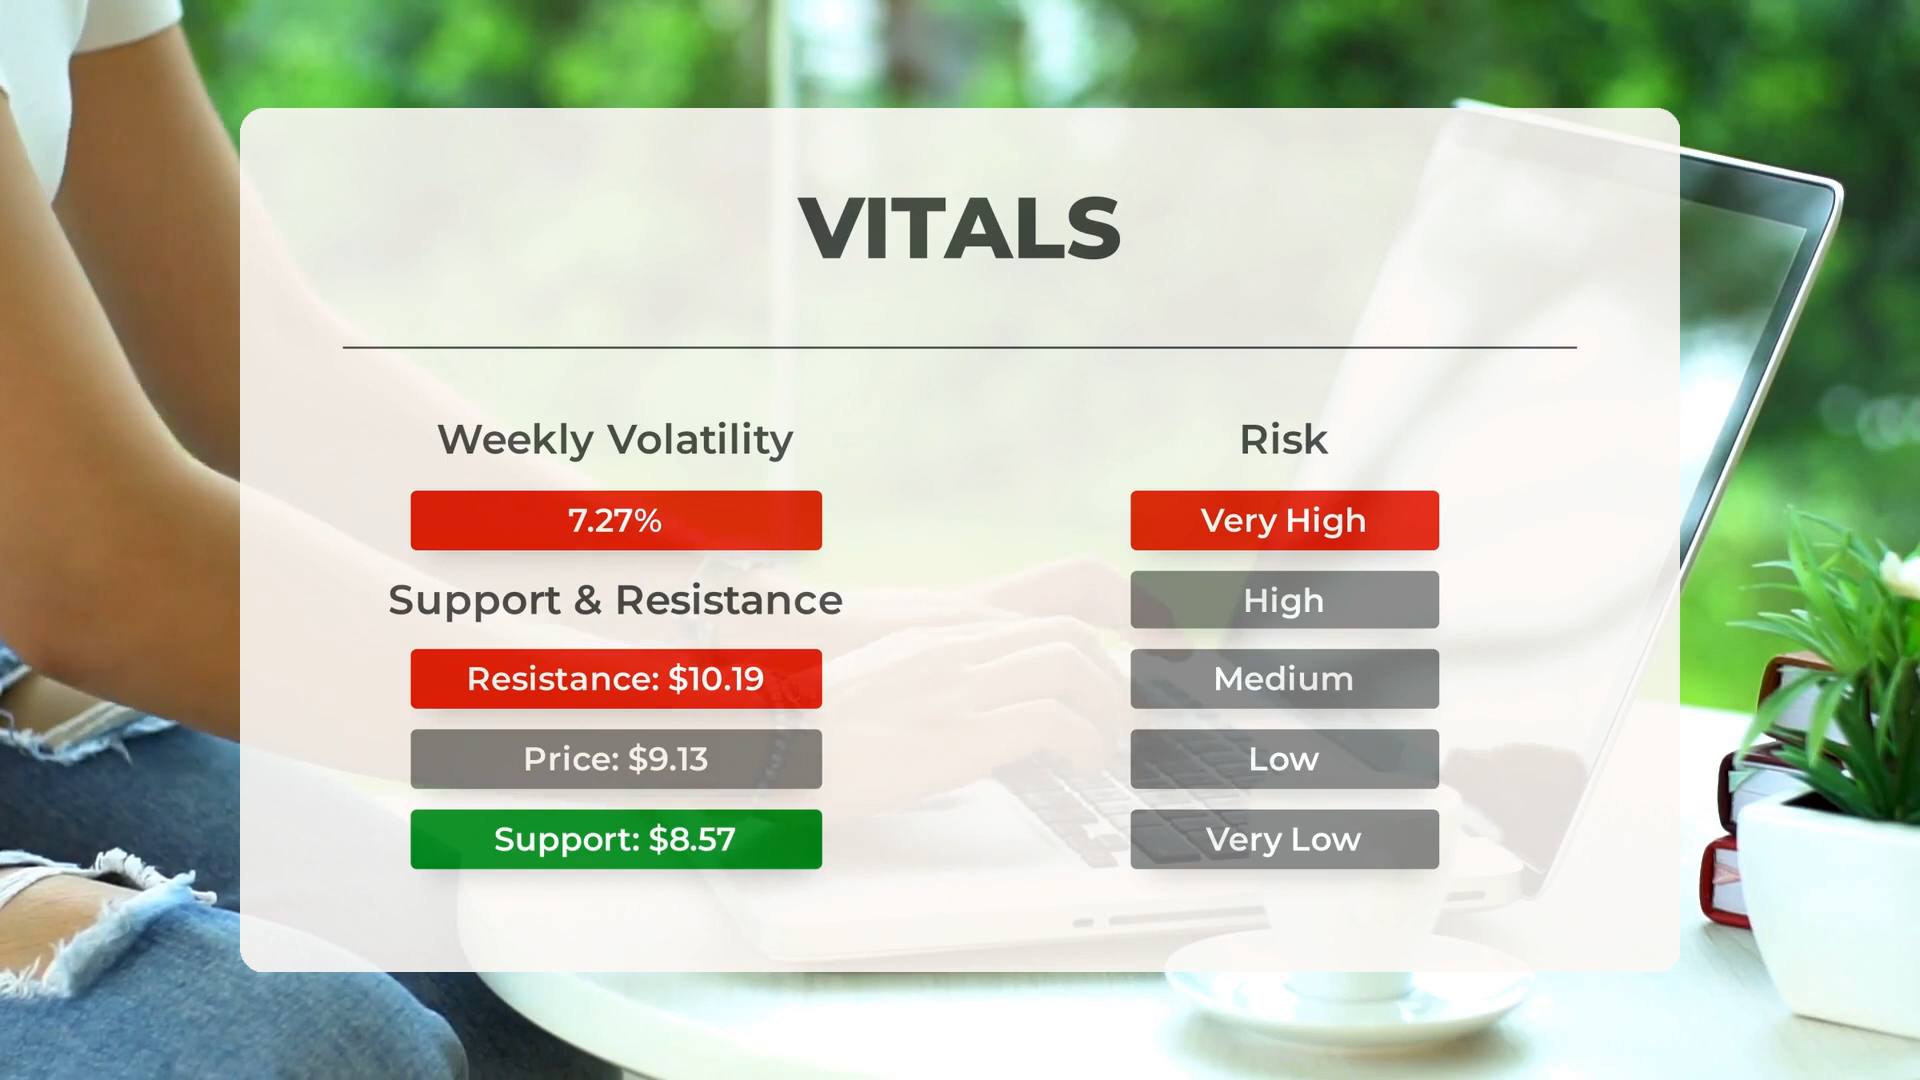 VITALS
Weekly Volatility
7.27%
Support & Resistance
Resistance: $10.19
Price: $9.13
Support: $8.57
Risk
Very High
High
Medium
Low
Very Low